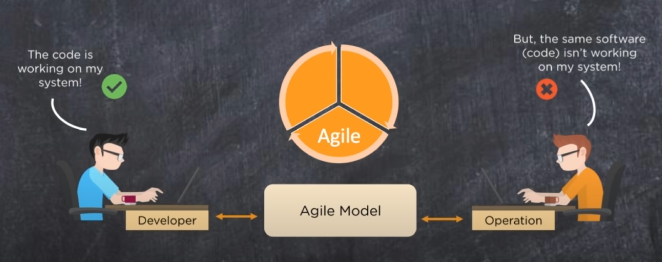 The code is
working on my
system!
But, the same software
(code) isn't working
on my system!
Agile
Developer
Agile Model
Operation